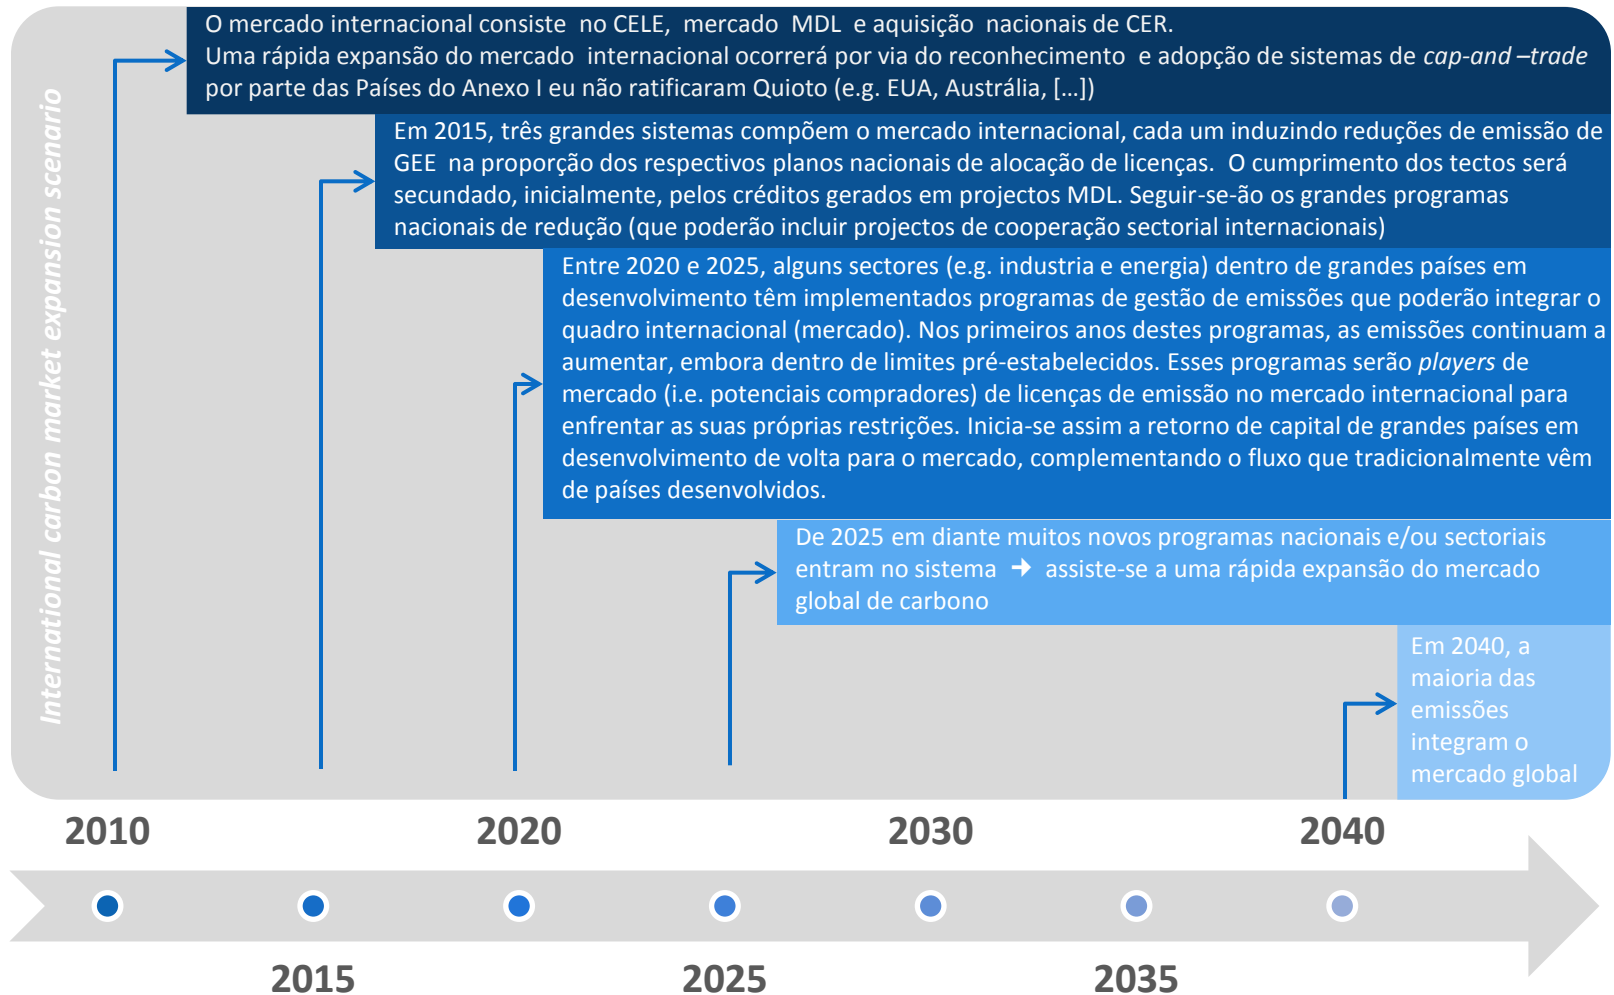 O mercado internacional consiste no CELE, mercado MDL e aquisição nacionais de CER.
Uma rápida expansão do mercado internacional ocorrerá por via do reconhecimento e adopção de sistemas de cap-and –trade
por parte das Países do Anexo I eu não ratificaram Quioto (e.g. EUA, Austrália, […])
International carbon market expansion scenario
Em 2015, três grandes sistemas compõem o mercado internacional, cada um induzindo reduções de emissão de
GEE na proporção dos respectivos planos nacionais de alocação de licenças. O cumprimento dos tectos será
secundado, inicialmente, pelos créditos gerados em projectos MDL. Seguir-se-ão os grandes programas
nacionais de redução (que poderão incluir projectos de cooperação sectorial internacionais)
Entre 2020 e 2025, alguns sectores (e.g. industria e energia) dentro de grandes países em
desenvolvimento têm implementados programas de gestão de emissões que poderão integrar o
quadro internacional (mercado). Nos primeiros anos destes programas, as emissões continuam a
aumentar, embora dentro de limites pré-estabelecidos. Esses programas serão players de
mercado (i.e. potenciais compradores) de licenças de emissão no mercado internacional para
enfrentar as suas próprias restrições. Inicia-se assim a retorno de capital de grandes países em
desenvolvimento de volta para o mercado, complementando o fluxo que tradicionalmente vêm
de países desenvolvidos.
De 2025 em diante muitos novos programas nacionais e/ou sectoriais
entram no sistema → assiste-se a uma rápida expansão do mercado
global de carbono
Em 2040, a
maioria das
emissões
integram o
mercado global
2010 2020 2030 2040
2015 2025 2035